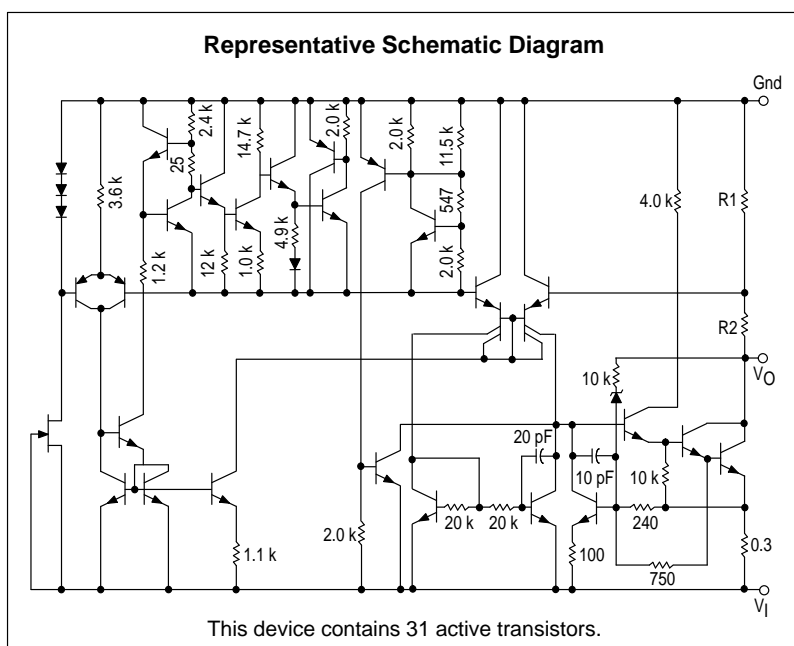 Representative Schematic Diagram
Gnd
2.4 k
25
14.7 k
2.0 k
2.0 k
11.5 k
3.6 k
547
4.0 k
R1
1.2 k
12 k
1.0 k
4.9 k
2.0 k
R2
10 k
VO
20 pF
10 pF
10 k
20 k
20 k
240
2.0 k
0.3
1.1 k
100
750
VI
This device contains 31 active transistors.